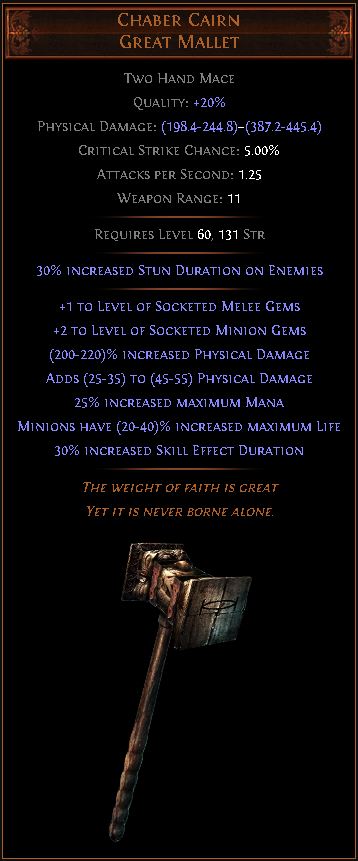 Chaber Cairn
Great Mallet
Two Hand Mace
Quality: +20%
Physical Damage: (198.4-244.8)–(387.2-445.4)
Critical Strike Chance: 5.00%
Attacks per Second: 1.25
Weapon Range: 11
Requires Level 60, 131 Str
30% increased Stun Duration on Enemies
+1 to Level of Socketed Melee Gems
+2 to Level of Socketed Minion Gems
(200-220)% increased Physical Damage
Adds (25-35) to (45-55) Physical Damage
25% increased maximum Mana
Minions have (20-40)% increased maximum Life
30% increased Skill Effect Duration
The weight of faith is great
Yet it is never borne alone.